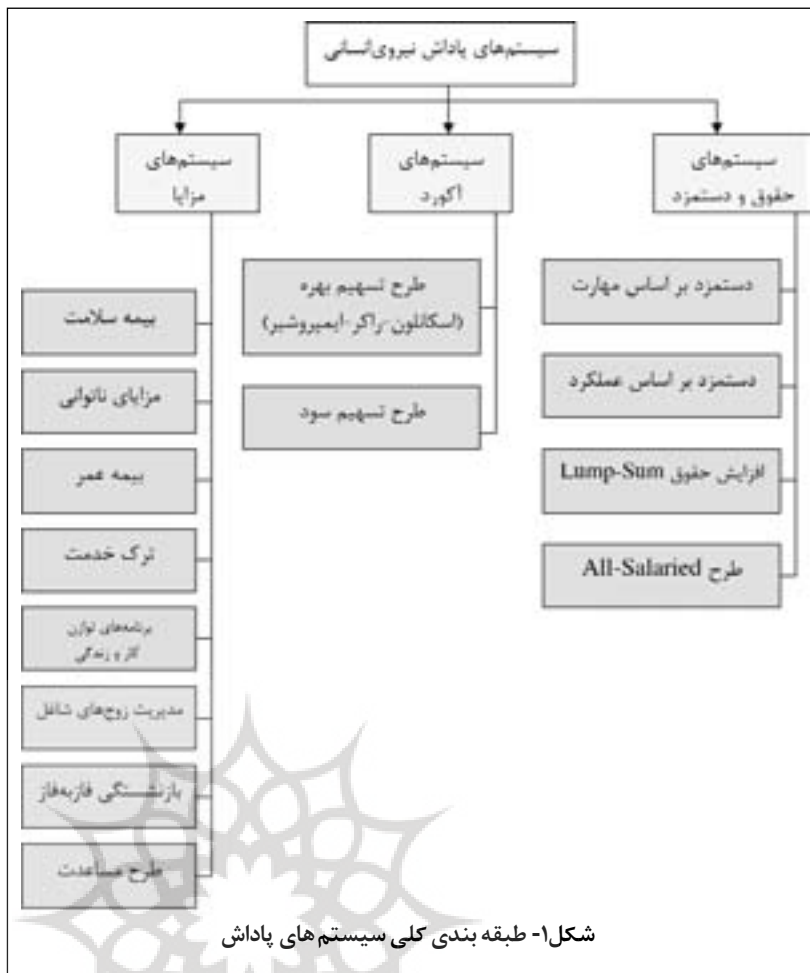 سیستم‌های پاداش نیروی‌انسانی
سیستم‌های
حقوق و دستمزد
دستمزد بر اساس مهارت
دستمزد بر اساس عملکرد
افزایش حقوق Lump-Sum
طرح All-Salaried
سیستم‌های
آکورد
طرح تسهیم بهره
(اسکانلون-راکر-ایمپروشیر)
طرح تسهیم سود
سیستم‌های
مزایا
بیمه سلامت
مزایای ناتوانی
بیمه عمر
ترک خدمت
برنامه‌های توازن
کار و زندگی
مدیریت زوج‌های شاغل
بازنشستگی فازبه‌فاز
طرح مساعدت
شکل۱- طبقه بندی کلی سیستم های پاداش